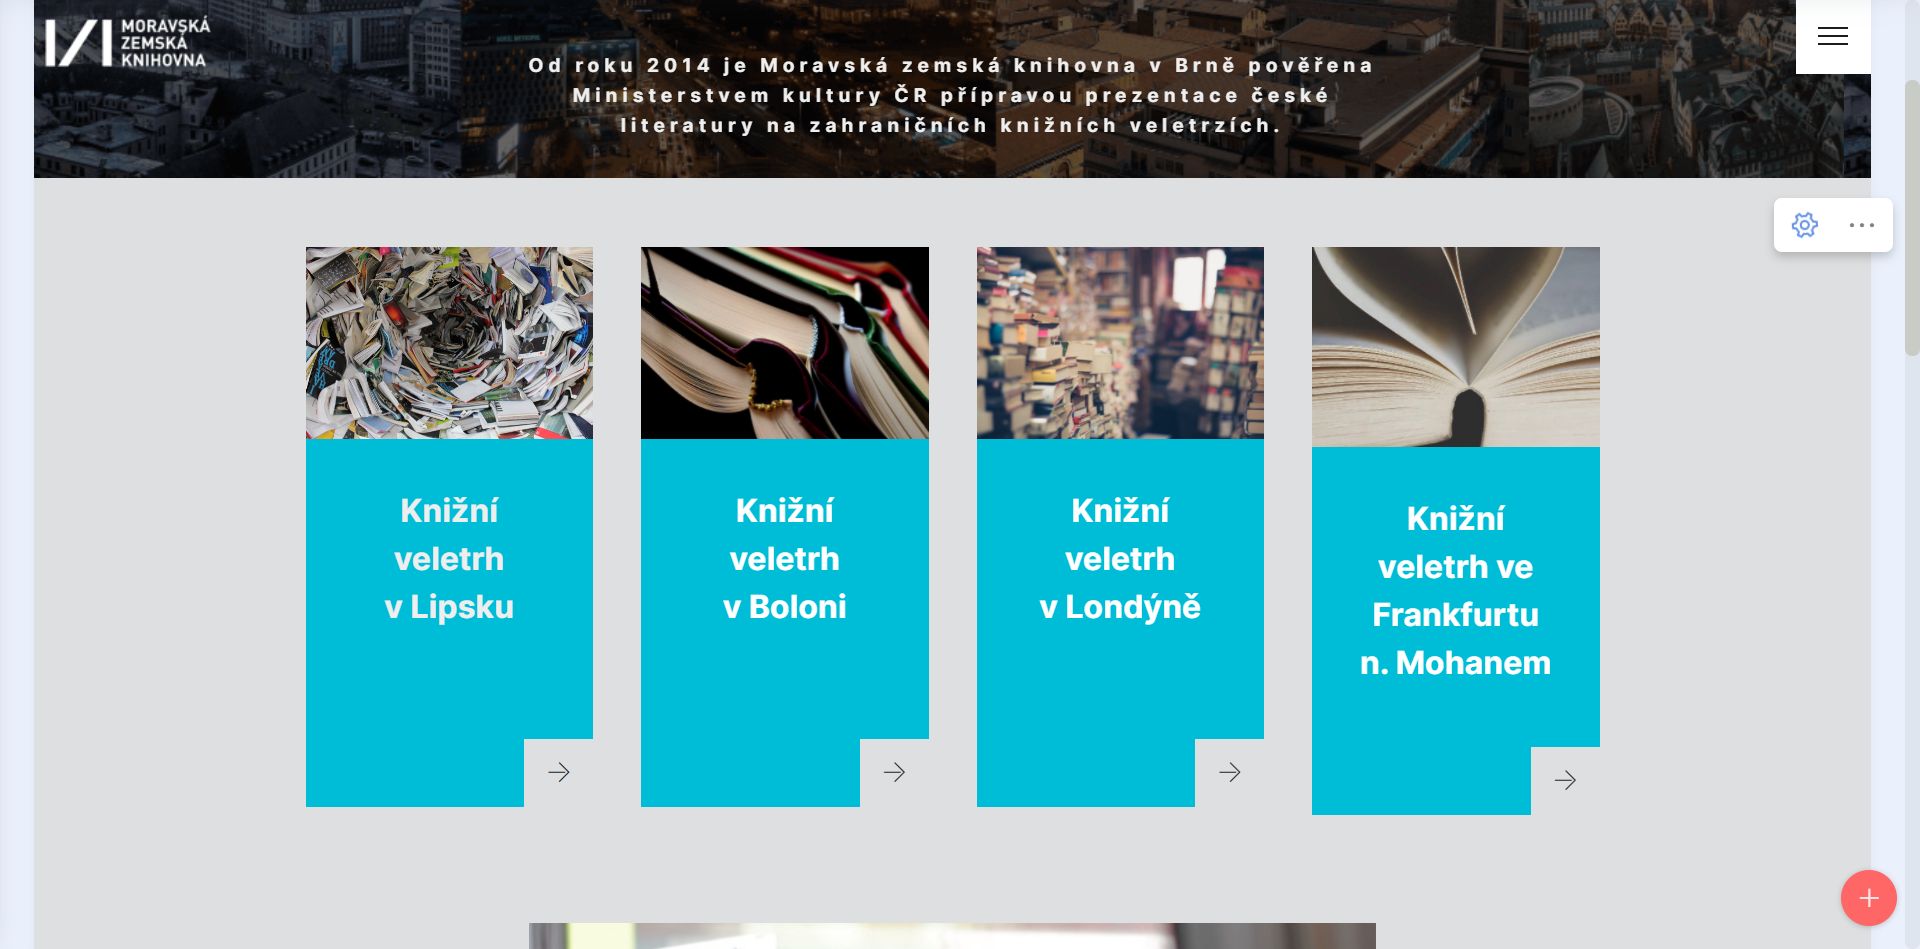 MORAVSKÁ
ZEMSKÁ
KNIHOVNA
Od roku 2014 je Moravská zemská knihovna v Brně pověřena
Ministerstvem kultury ČR přípravou prezentace české
literatury na zahraničních knižních veletrzích.
Knižní
veletrh
v Lipsku
Knižní
veletrh
v Boloni
Knižní
veletrh
v Londýně
Knižní
veletrh ve
Frankfurtu
n. Mohanem